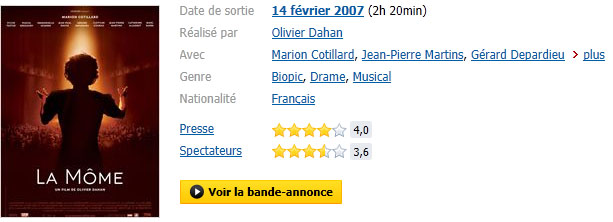 MARION COTILLARD
LA MÔME
UN FILM DE OLIVIER DAHAN
Date de sortie 14 février 2007 (2h 20min)
Réalisé par Olivier Dahan
Avec Marion Cotillard, Jean-Pierre Martins, Gérard Depardieu > plus
Genre Biopic, Drame, Musical
Nationalité Français
Presse 4,0
Spectateurs 3,6
Voir la bande-annonce